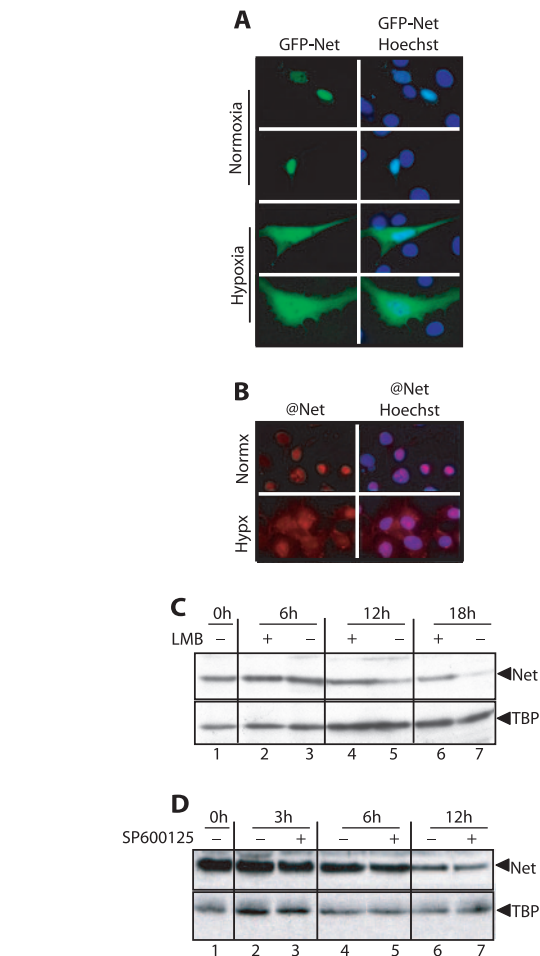 A
GFP-Net
GFP-Net
Hoechst
Normoxia
Hypoxia
B
@Net
@Net
Hoechst
Normx
Hypx
C
0h 6h 12h 18h
LMB – + – + – + –
Net
TBP
1 2 3 4 5 6 7
D
0h 3h 6h 12h
SP600125 – – + – + – +
Net
TBP
1 2 3 4 5 6 7